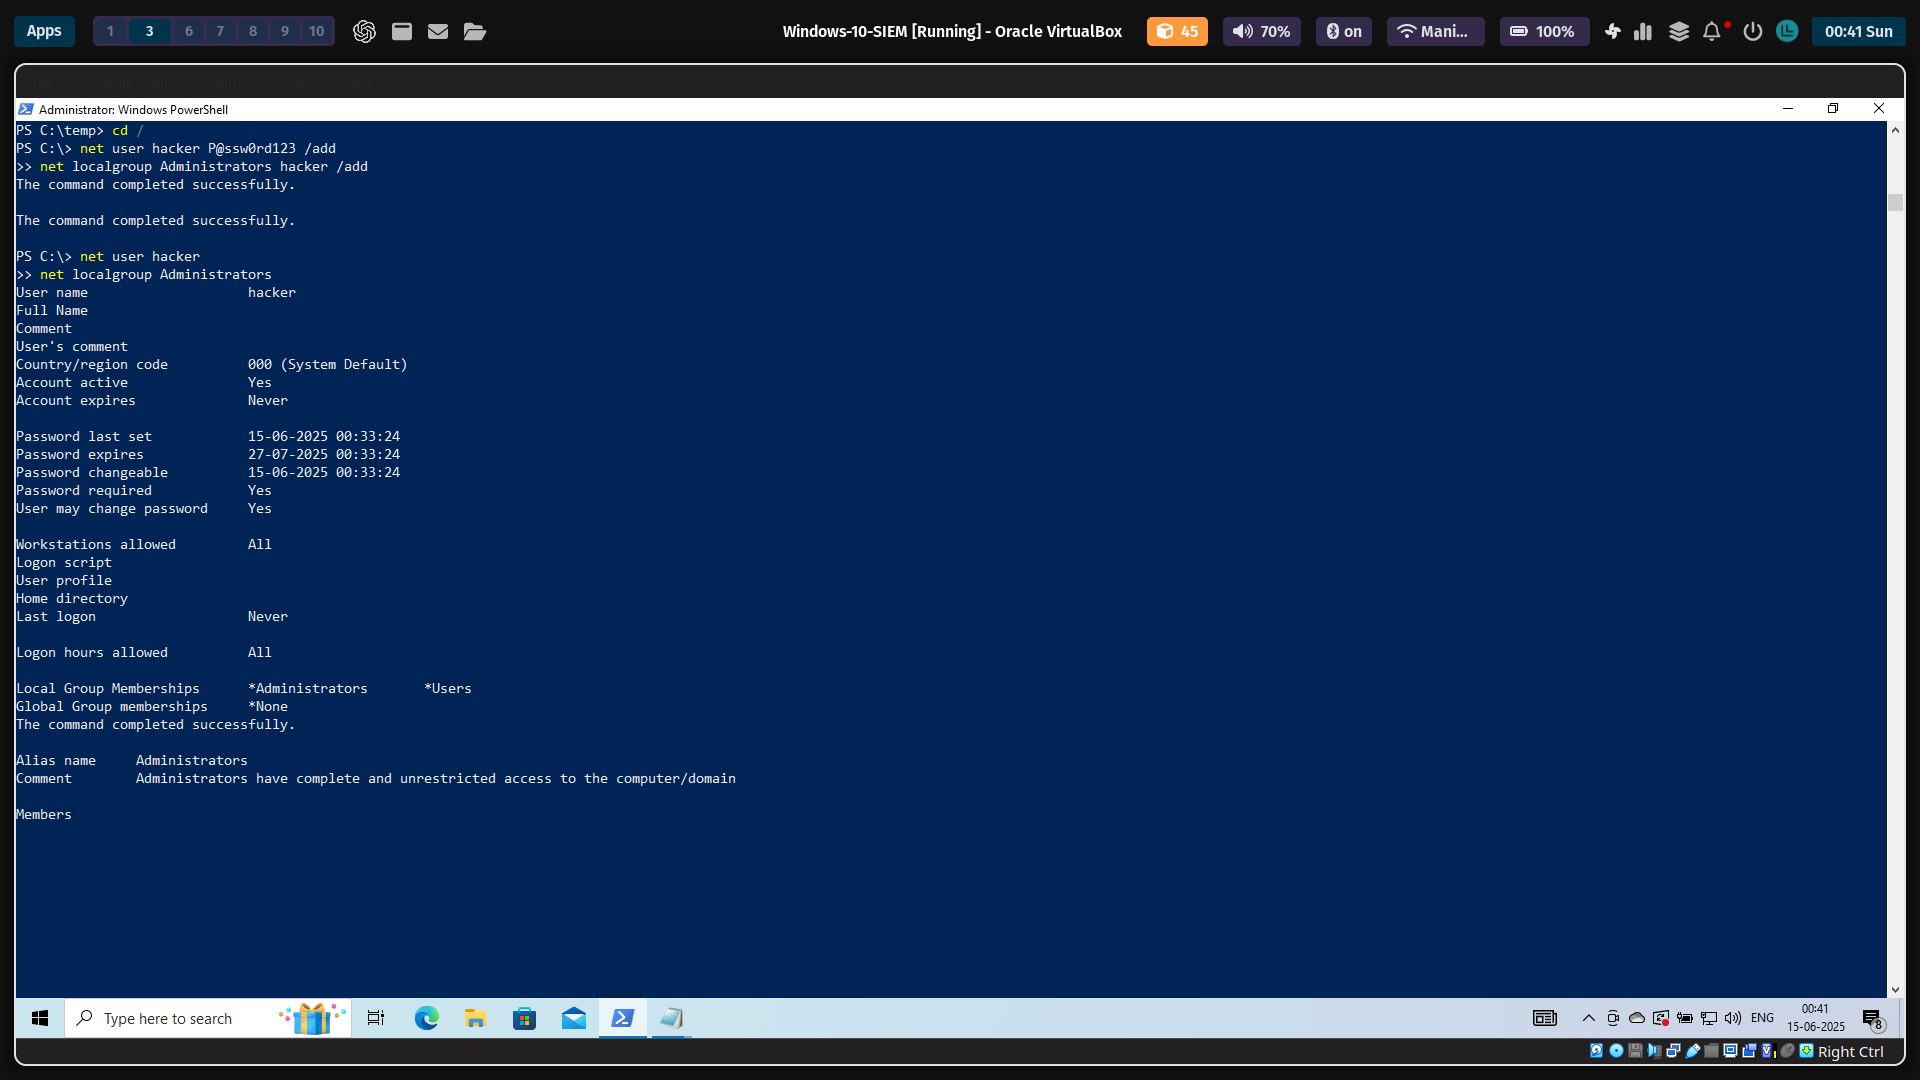 Apps
1 3 6 7 8 9 10
Windows-10-SIEM [Running] - Oracle VirtualBox
45
70%
on
Mani...
100%
00:41 Sun
Administrator: Windows PowerShell
PS C:\temp> cd /
PS C:\> net user hacker P@ssw0rd123 /add
>> net localgroup Administrators hacker /add
The command completed successfully.
The command completed successfully.
PS C:\> net user hacker
>> net localgroup Administrators
User name hacker
Full Name
Comment
User's comment
Country/region code 000 (System Default)
Account active Yes
Account expires Never
Password last set 15-06-2025 00:33:24
Password expires 27-07-2025 00:33:24
Password changeable 15-06-2025 00:33:24
Password required Yes
User may change password Yes
Workstations allowed All
Logon script
User profile
Home directory
Last logon Never
Logon hours allowed All
Local Group Memberships *Administrators *Users
Global Group memberships *None
The command completed successfully.
Alias name Administrators
Comment Administrators have complete and unrestricted access to the computer/domain
Members
Type here to search
ENG
00:41
15-06-2025
8
Right Ctrl